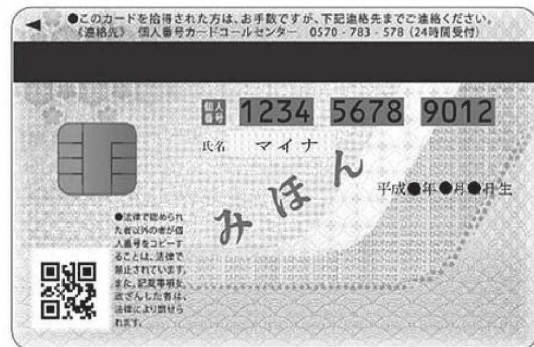 ●このカードを拾得された方は、お手数ですが、下記連絡先までご連絡ください。
《連絡先》 個人番号カードコールセンター 0570-783-578 (24時間受付)
個人番号 1234 5678 9012
氏名 マイナ
平成●年●月●日生
みほん
●法律で認められ
た者以外の者が個
人番号をコピーす
ることは、法律で
禁止されています。
また、記載事項を
改ざんした者は、
法律により罰せら
れます。